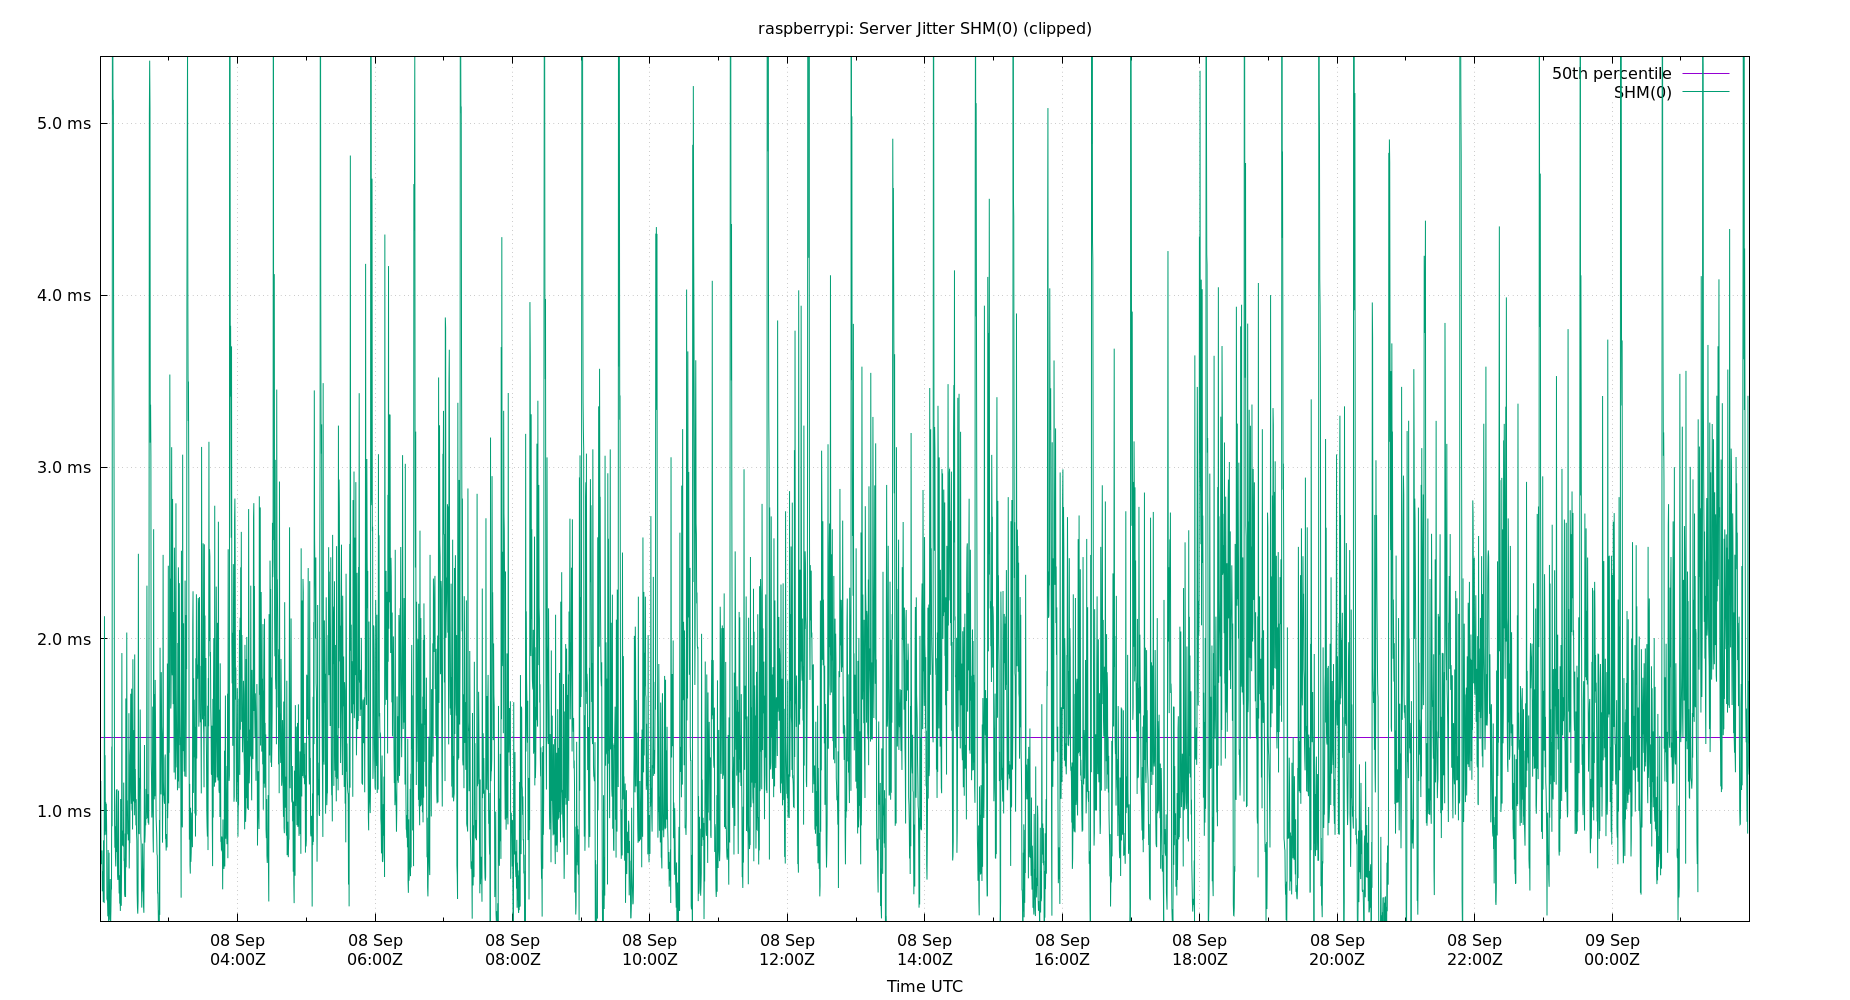 raspberrypi: Server Jitter SHM(0) (clipped)
50th percentile
SHM(0)
5.0 ms
4.0 ms
3.0 ms
2.0 ms
1.0 ms
08 Sep 08 Sep 08 Sep 08 Sep 08 Sep 08 Sep 08 Sep 08 Sep 08 Sep 08 Sep 09 Sep
04:00Z 06:00Z 08:00Z 10:00Z 12:00Z 14:00Z 16:00Z 18:00Z 20:00Z 22:00Z 00:00Z
Time UTC